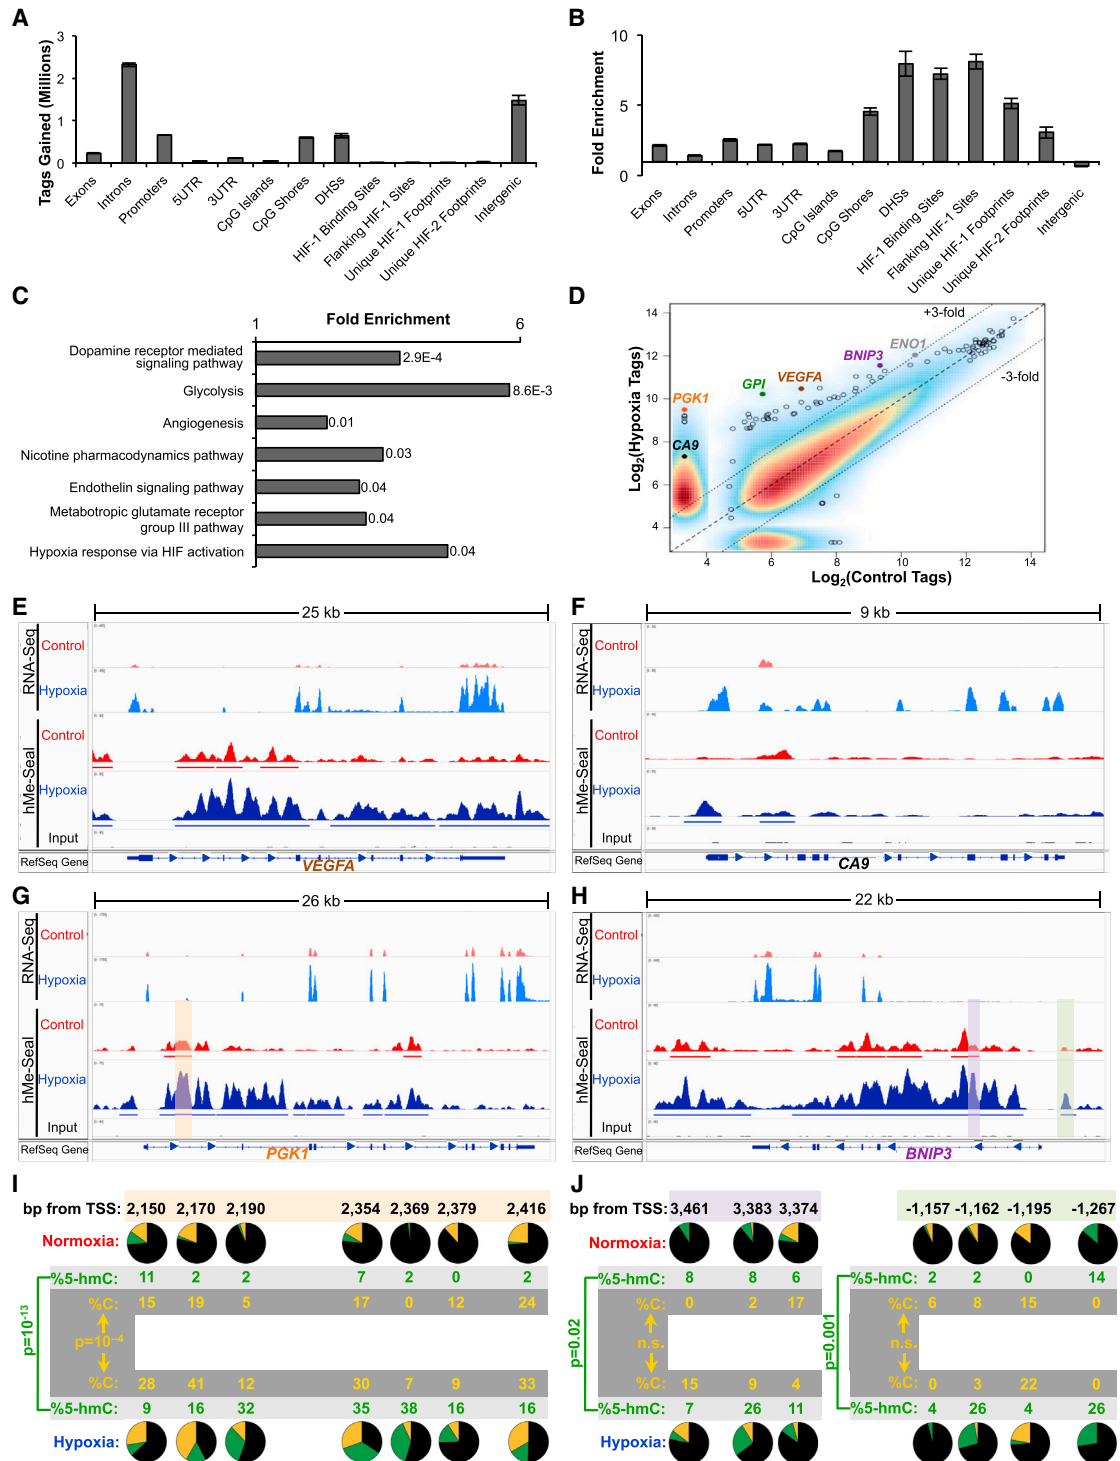 A
Tags Gained (Millions)
3
2
1
0
Exons
Introns
Promoters
5UTR
3UTR
CpG Islands
CpG Shores
DHSs
HIF-1 Binding Sites
Flanking HIF-1 Sites
Unique HIF-1 Footprints
Unique HIF-2 Footprints
Intergenic
B
Fold Enrichment
10
5
0
Exons
Introns
Promoters
5UTR
3UTR
CpG Islands
CpG Shores
DHSs
HIF-1 Binding Sites
Flanking HIF-1 Sites
Unique HIF-1 Footprints
Unique HIF-2 Footprints
Intergenic
C
Fold Enrichment
1
6
Dopamine receptor mediated
signaling pathway
2.9E-4
Glycolysis
8.6E-3
Angiogenesis
0.01
Nicotine pharmacodynamics pathway
0.03
Endothelin signaling pathway
0.04
Metabotropic glutamate receptor
group III pathway
0.04
Hypoxia response via HIF activation
0.04
D
Log2(Hypoxia Tags)
14
12
10
8
6
4
+3-fold
-3-fold
ENO1
BNIP3
VEGFA
GPI
PGK1
CA9
4
6
8
10
12
14
Log2(Control Tags)
E
25 kb
RNA-Seq
Control
Hypoxia
hMe-Seal
Control
Hypoxia
Input
RefSeq Gene
VEGFA
F
9 kb
RNA-Seq
Control
Hypoxia
hMe-Seal
Control
Hypoxia
Input
RefSeq Gene
CA9
G
26 kb
RNA-Seq
Control
Hypoxia
hMe-Seal
Control
Hypoxia
Input
RefSeq Gene
PGK1
H
22 kb
RNA-Seq
Control
Hypoxia
hMe-Seal
Control
Hypoxia
Input
RefSeq Gene
BNIP3
I
bp from TSS: 2,150 2,170 2,190 2,354 2,369 2,379 2,416
Normoxia:
%5-hmC: 11 2 2 7 2 0 2
%C: 15 19 5 17 0 12 24
p=10-13
p=10-4
%C: 28 41 12 30 7 9 33
%5-hmC: 9 16 32 35 38 16 16
Hypoxia:
J
bp from TSS: 3,461 3,383 3,374 -1,157 -1,162 -1,195 -1,267
Normoxia:
%5-hmC: 8 8 6 %5-hmC: 2 2 0 14
%C: 0 2 17 %C: 6 8 15 0
p=0.02
n.s.
p=0.001
n.s.
%C: 15 9 4 %C: 0 3 22 0
%5-hmC: 7 26 11 %5-hmC: 4 26 4 26
Hypoxia: